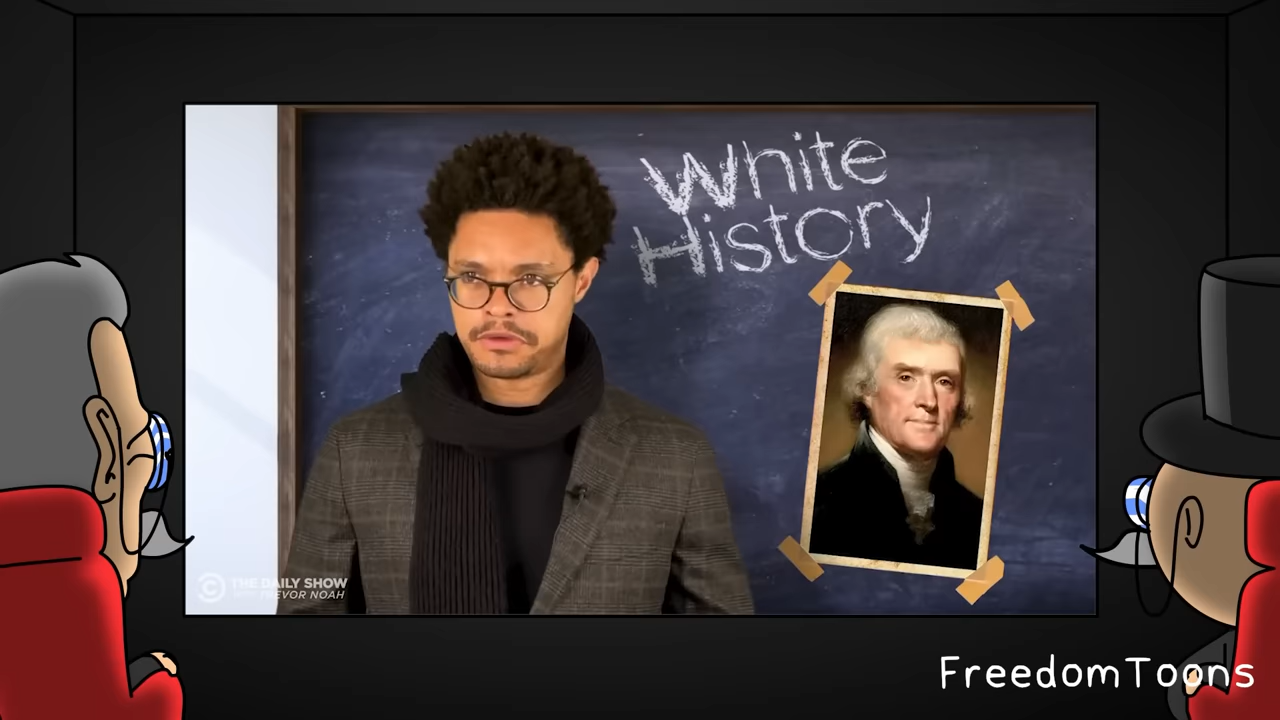 White
History
THE DAILY SHOW
WITH TREVOR NOAH
FreedomToons